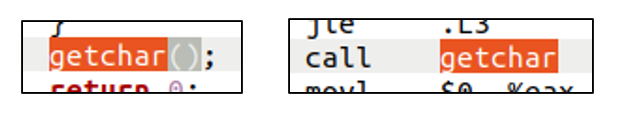 }
getchar();
return 0;
jle .L3
call getchar
movl $0, %eax